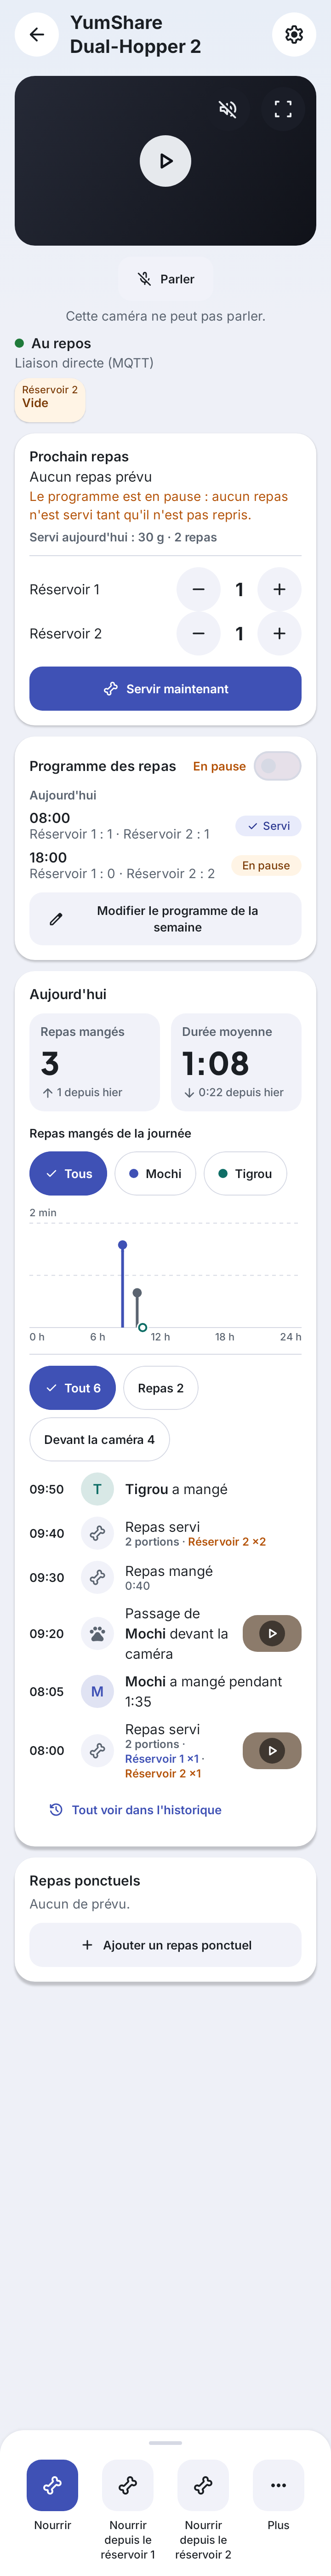 YumShare
Dual-Hopper 2
Parler
Cette caméra ne peut pas parler.
Au repos
Liaison directe (MQTT)
Réservoir 2
Vide
Prochain repas
Aucun repas prévu
Le programme est en pause : aucun repas
n'est servi tant qu'il n'est pas repris.
Servi aujourd'hui : 30 g · 2 repas
Réservoir 1
1
Réservoir 2
1
Servir maintenant
Programme des repas
En pause
Aujourd'hui
08:00
Réservoir 1 : 1 · Réservoir 2 : 1
Servi
18:00
Réservoir 1 : 0 · Réservoir 2 : 2
En pause
Modifier le programme de la
semaine
Aujourd'hui
Repas mangés
3
1 depuis hier
Durée moyenne
1:08
0:22 depuis hier
Repas mangés de la journée
Tous
Mochi
Tigrou
2 min
0 h
6 h
12 h
18 h
24 h
Tout 6
Repas 2
Devant la caméra 4
09:50
T
Tigrou a mangé
09:40
Repas servi
2 portions · Réservoir 2 ×2
09:30
Repas mangé
0:40
09:20
Passage de
Mochi devant la
caméra
08:05
M
Mochi a mangé pendant
1:35
08:00
Repas servi
2 portions ·
Réservoir 1 ×1 ·
Réservoir 2 ×1
Tout voir dans l'historique
Repas ponctuels
Aucun de prévu.
Ajouter un repas ponctuel
Nourrir
Nourrir
depuis le
réservoir 1
Nourrir
depuis le
réservoir 2
Plus